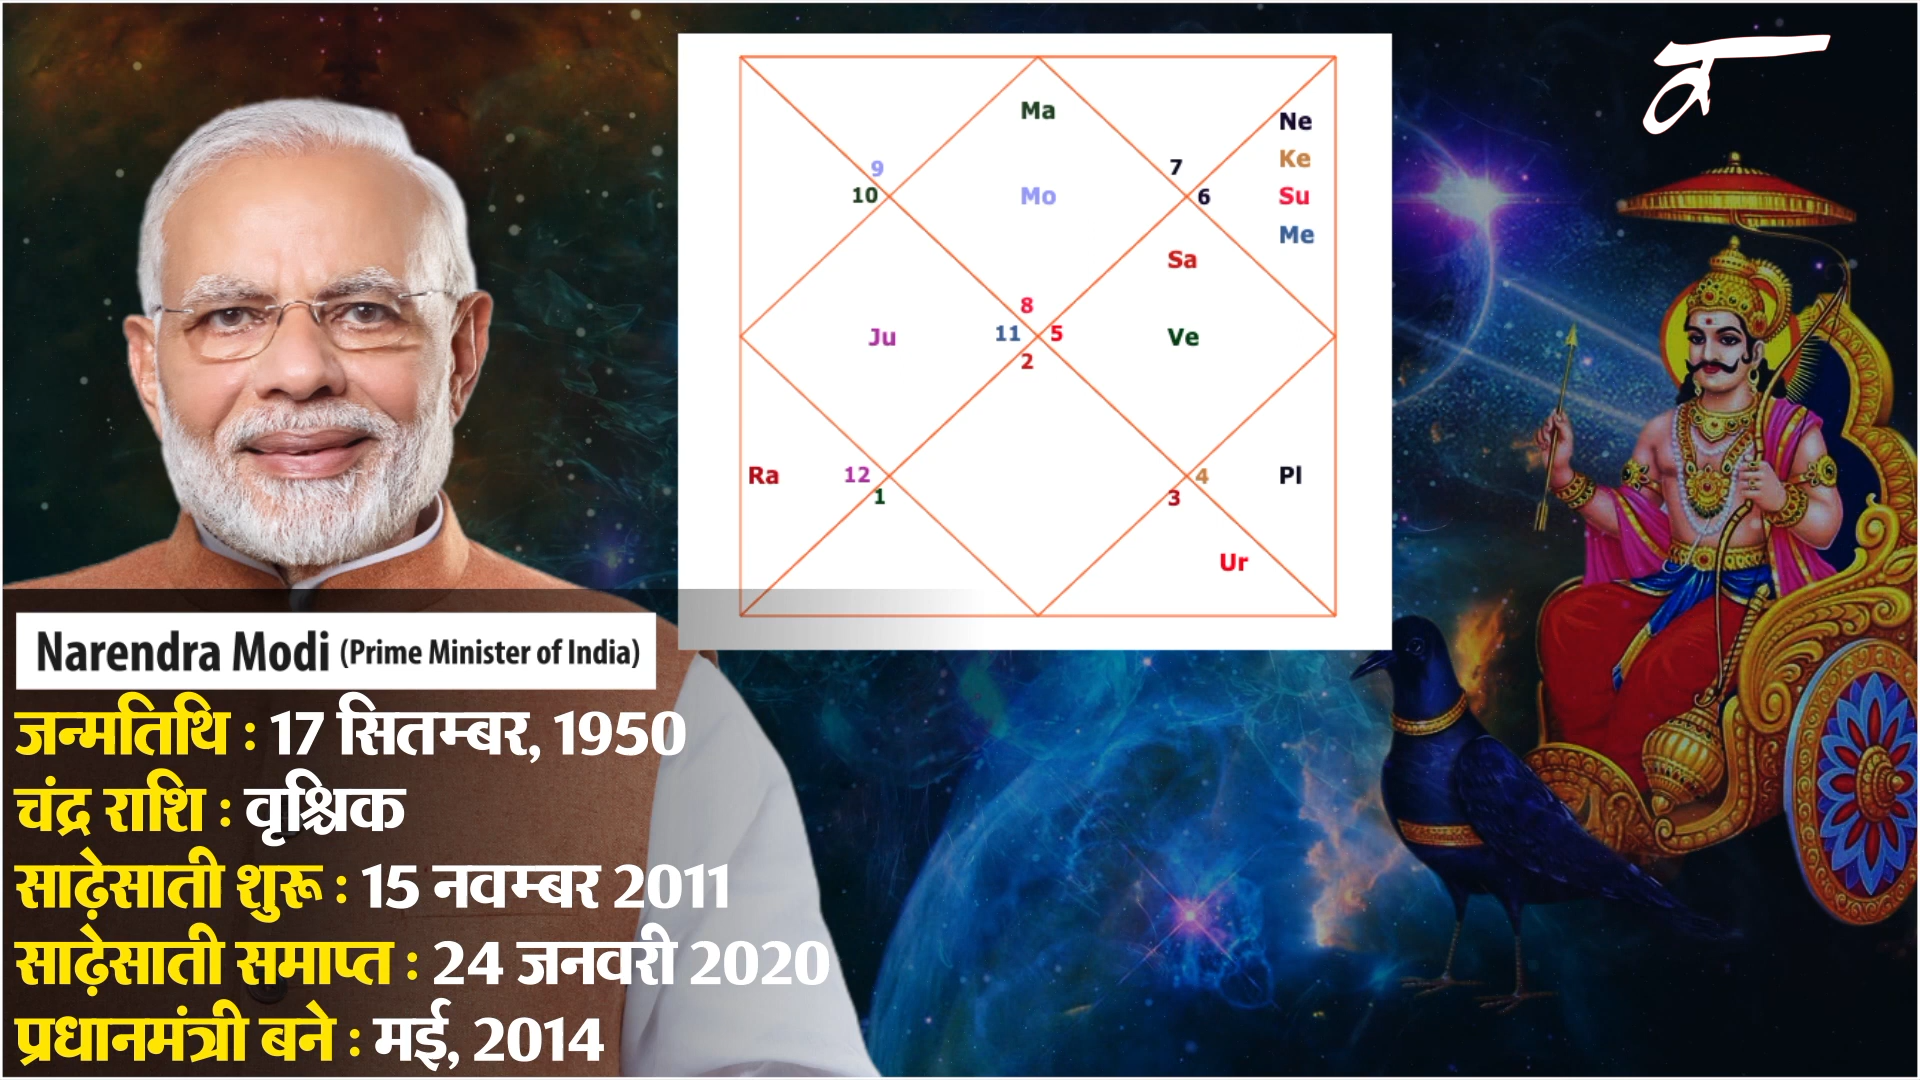 Ma
Ne
Ke
9
7
10
Mo
6
Su
Me
Sa
8
Ju
11
5
Ve
2
Ra
12
4
Pl
1
3
Ur
Narendra Modi (Prime Minister of India)
जन्मतिथि : 17 सितम्बर, 1950
चंद्र राशि : वृश्चिक
साढ़ेसाती शुरू : 15 नवम्बर 2011
साढ़ेसाती समाप्त : 24 जनवरी 2020
प्रधानमंत्री बने : मई, 2014